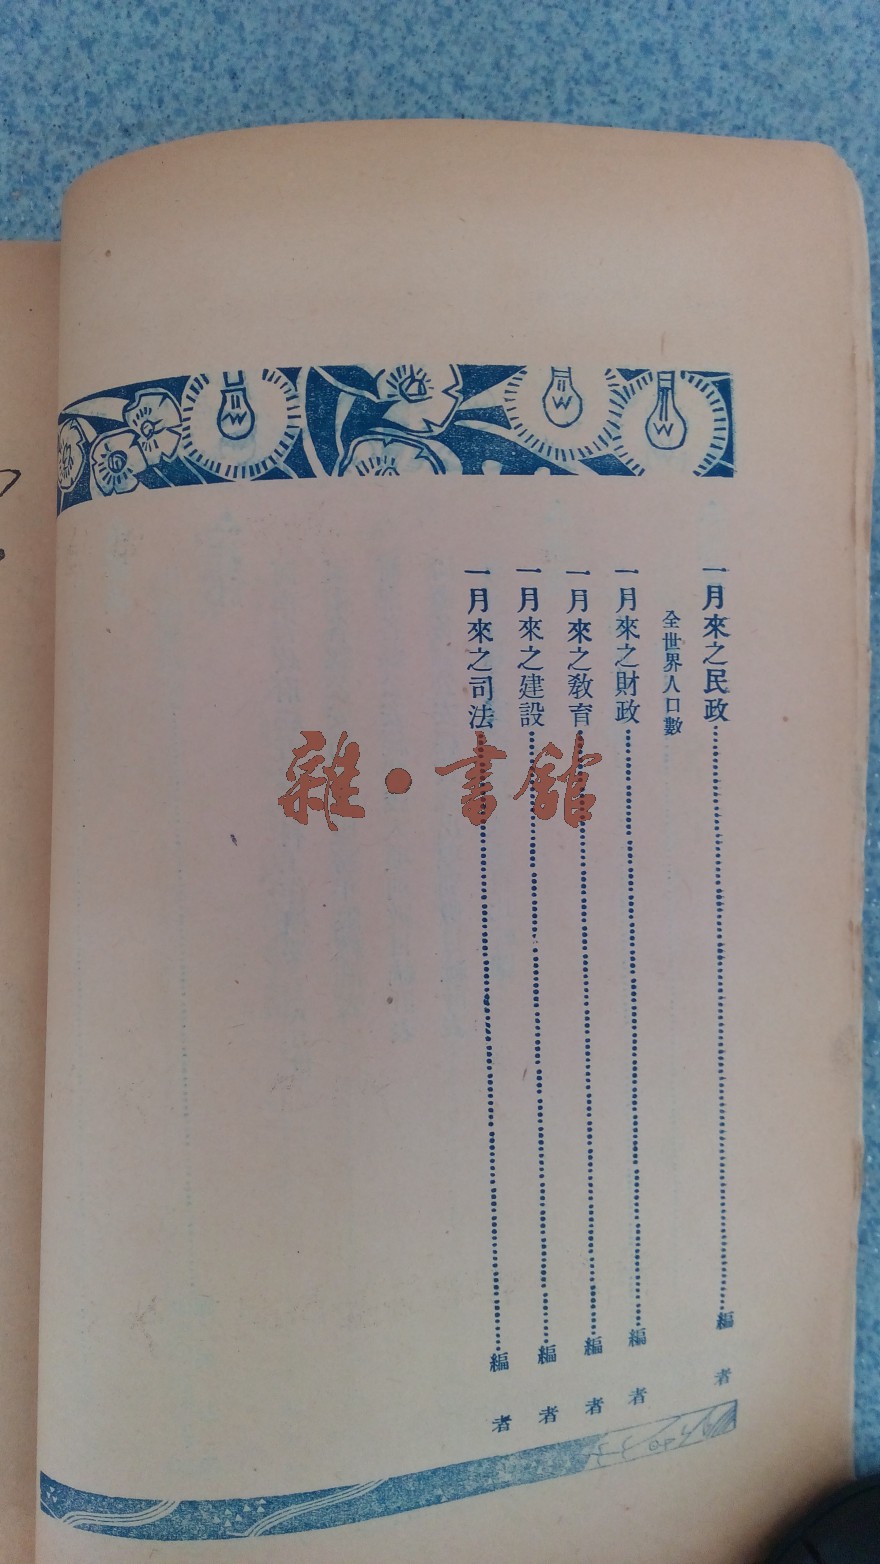 一月來之民政……編者
全世界人口數
一月來之財政……編者
一月來之教育……編者
一月來之建設……編者
一月來之司法……編者
雜·書館
W
W
W